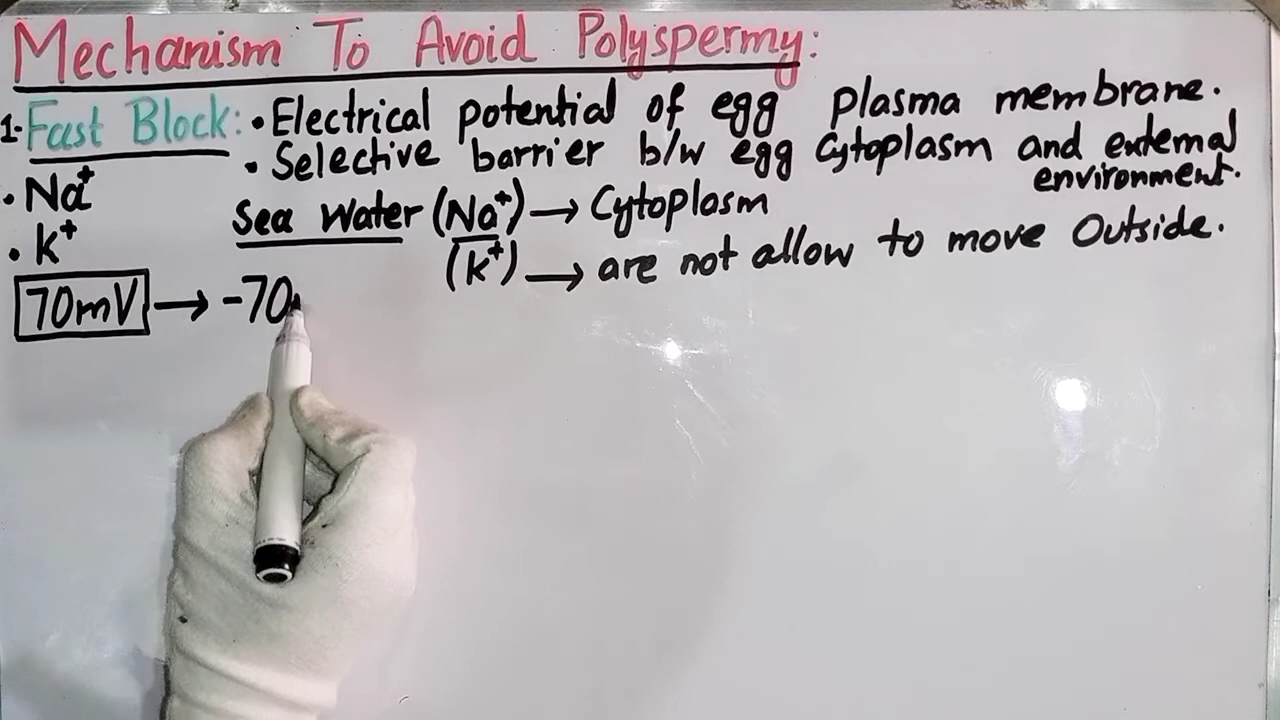 Mechanism To Avoid Polyspermy:
1- Fast Block: • Electrical potential of egg plasma membrane.
• Selective barrier b/w egg Cytoplasm and external
environment.
• Na⁺
Sea Water (Na⁺) → Cytoplasm
• K⁺
(K⁺) → are not allow to move Outside.
70mV → -70